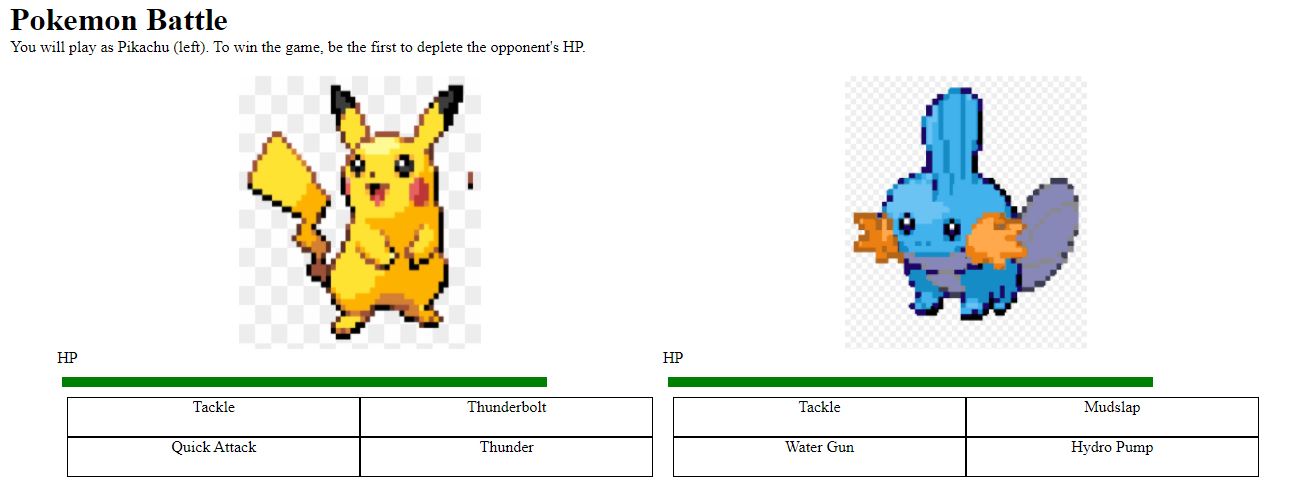 Pokemon Battle
You will play as Pikachu (left). To win the game, be the first to deplete the opponent's HP.
HP
HP
Tackle
Thunderbolt
Tackle
Mudslap
Quick Attack
Thunder
Water Gun
Hydro Pump